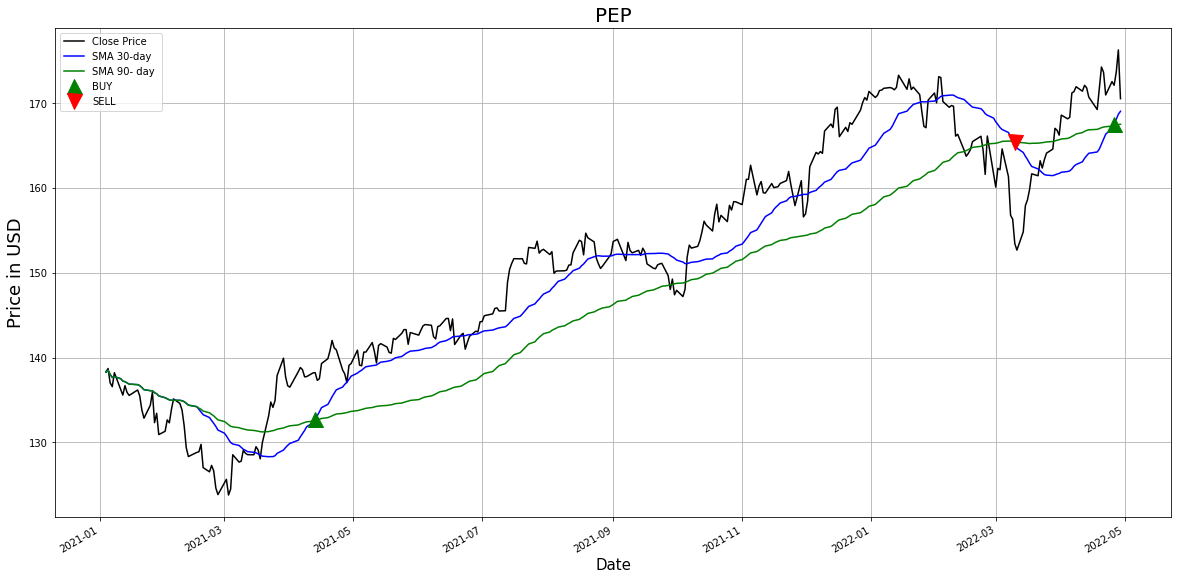 PEP
Close Price
SMA 30-day
SMA 90- day
BUY
SELL
Price in USD
170
160
150
140
130
2021-01
2021-03
2021-05
2021-07
2021-09
2021-11
2022-01
2022-03
2022-05
Date